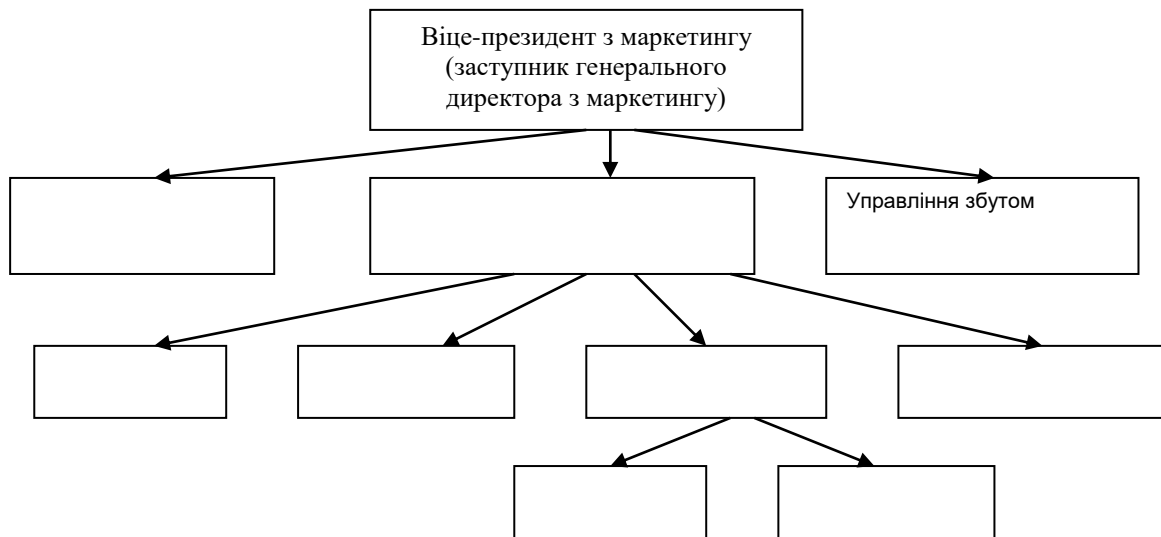 Віце-президент з маркетингу
(заступник генерального
директора з маркетингу)
Управління збутом